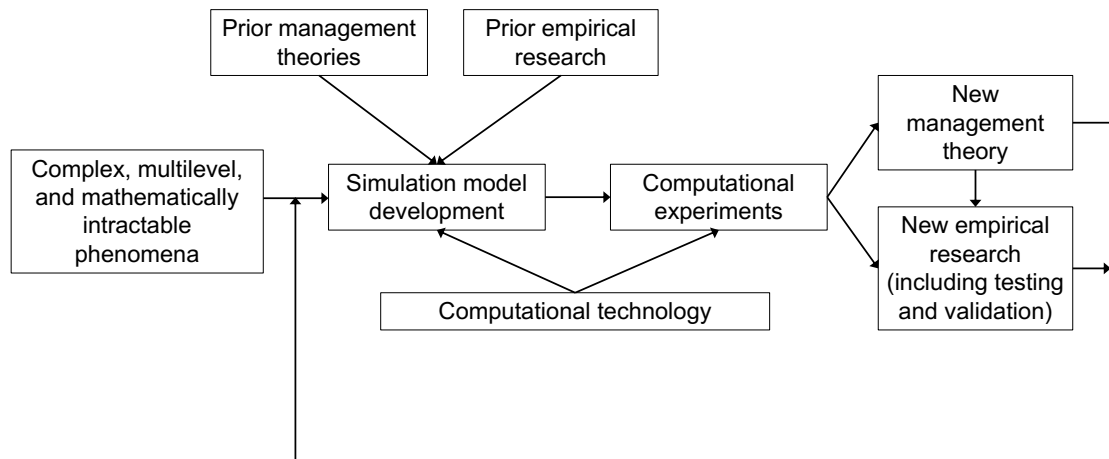 Prior management
theories
Prior empirical
research
New
management
theory
Complex, multilevel,
and mathematically
intractable
phenomena
Simulation model
development
Computational
experiments
New empirical
research
(including testing
and validation)
Computational technology